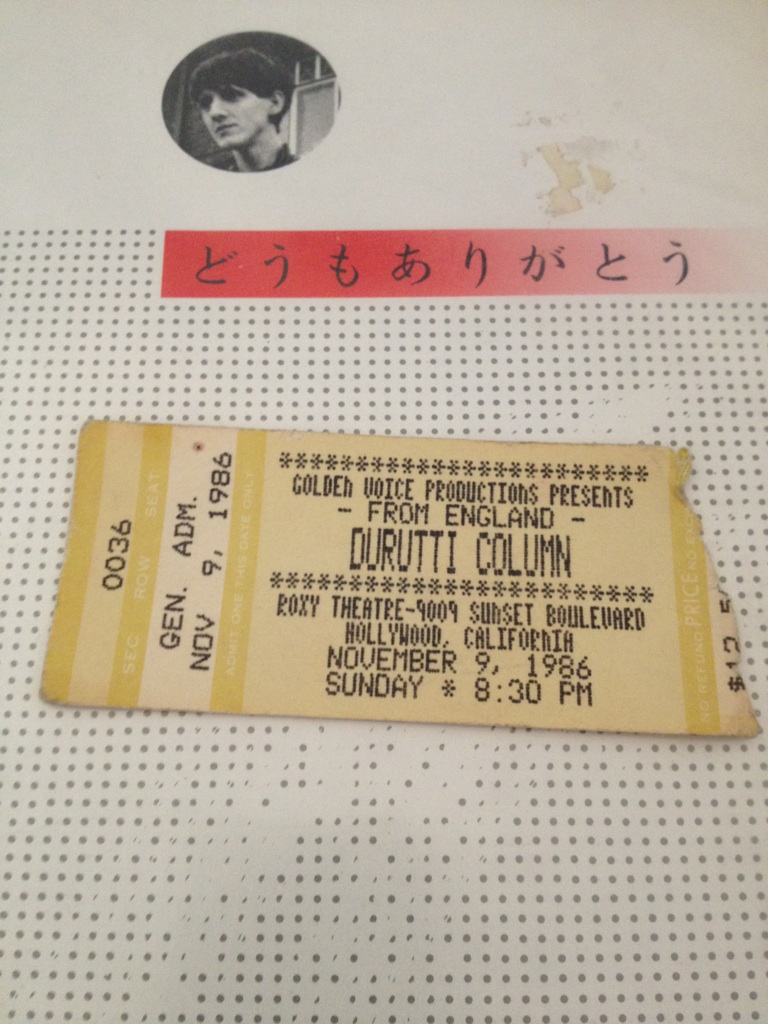 どうもありがとう
0036
SEC ROW SEAT
GEN. ADM.
NOV 9, 1986
ADMIT ONE THIS DATE ONLY
**************************
GOLDEN VOICE PRODUCTIONS PRESENTS
- FROM ENGLAND -
DURUTTI COLUMN
**************************
ROXY THEATRE-9009 SUNSET BOULEVARD
HOLLYWOOD, CALIFORNIA
NOVEMBER 9, 1986
SUNDAY * 8:30 PM
NO REFUND PRICE NO